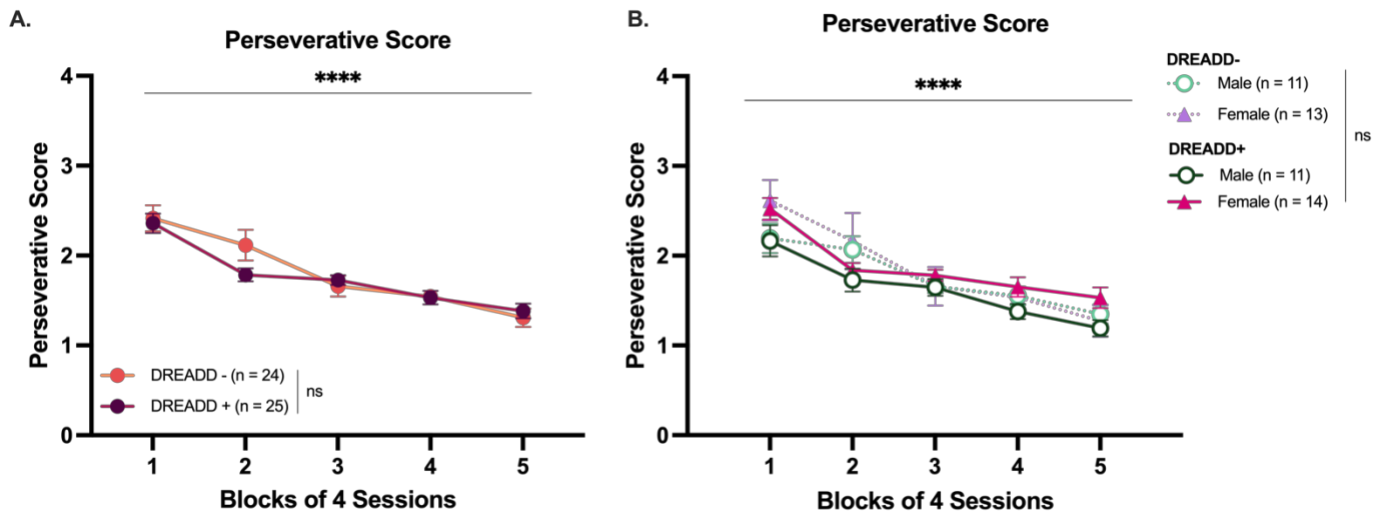 A.
Perseverative Score
****
Perseverative Score
4
3
2
1
0
DREADD - (n = 24)
DREADD + (n = 25)
ns
1 2 3 4 5
Blocks of 4 Sessions
B.
Perseverative Score
****
Perseverative Score
4
3
2
1
0
1 2 3 4 5
Blocks of 4 Sessions
DREADD-
Male (n = 11)
Female (n = 13)
DREADD+
Male (n = 11)
Female (n = 14)
ns